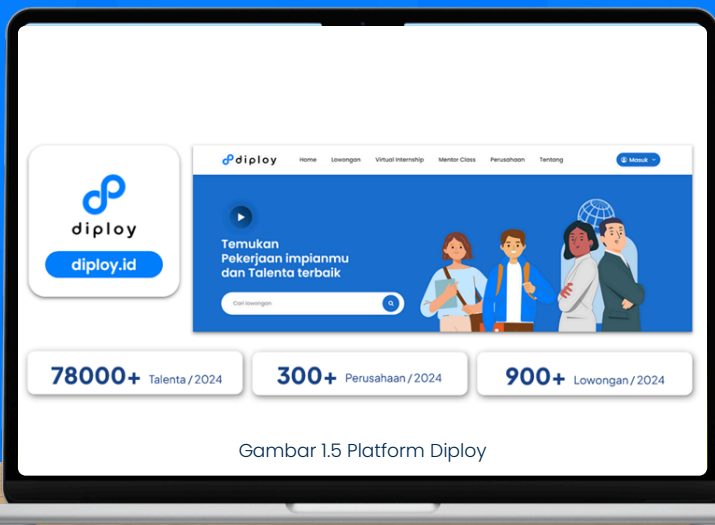 diploy
diploy.id
diploy
Home
Lowongan
Virtual Internship
Mentor Class
Perusahaan
Tentang
Masuk
Temukan
Pekerjaan impianmu
dan Talenta terbaik
Cari lowongan
78000+ Talenta / 2024
300+ Perusahaan / 2024
900+ Lowongan / 2024
Gambar 1.5 Platform Diploy